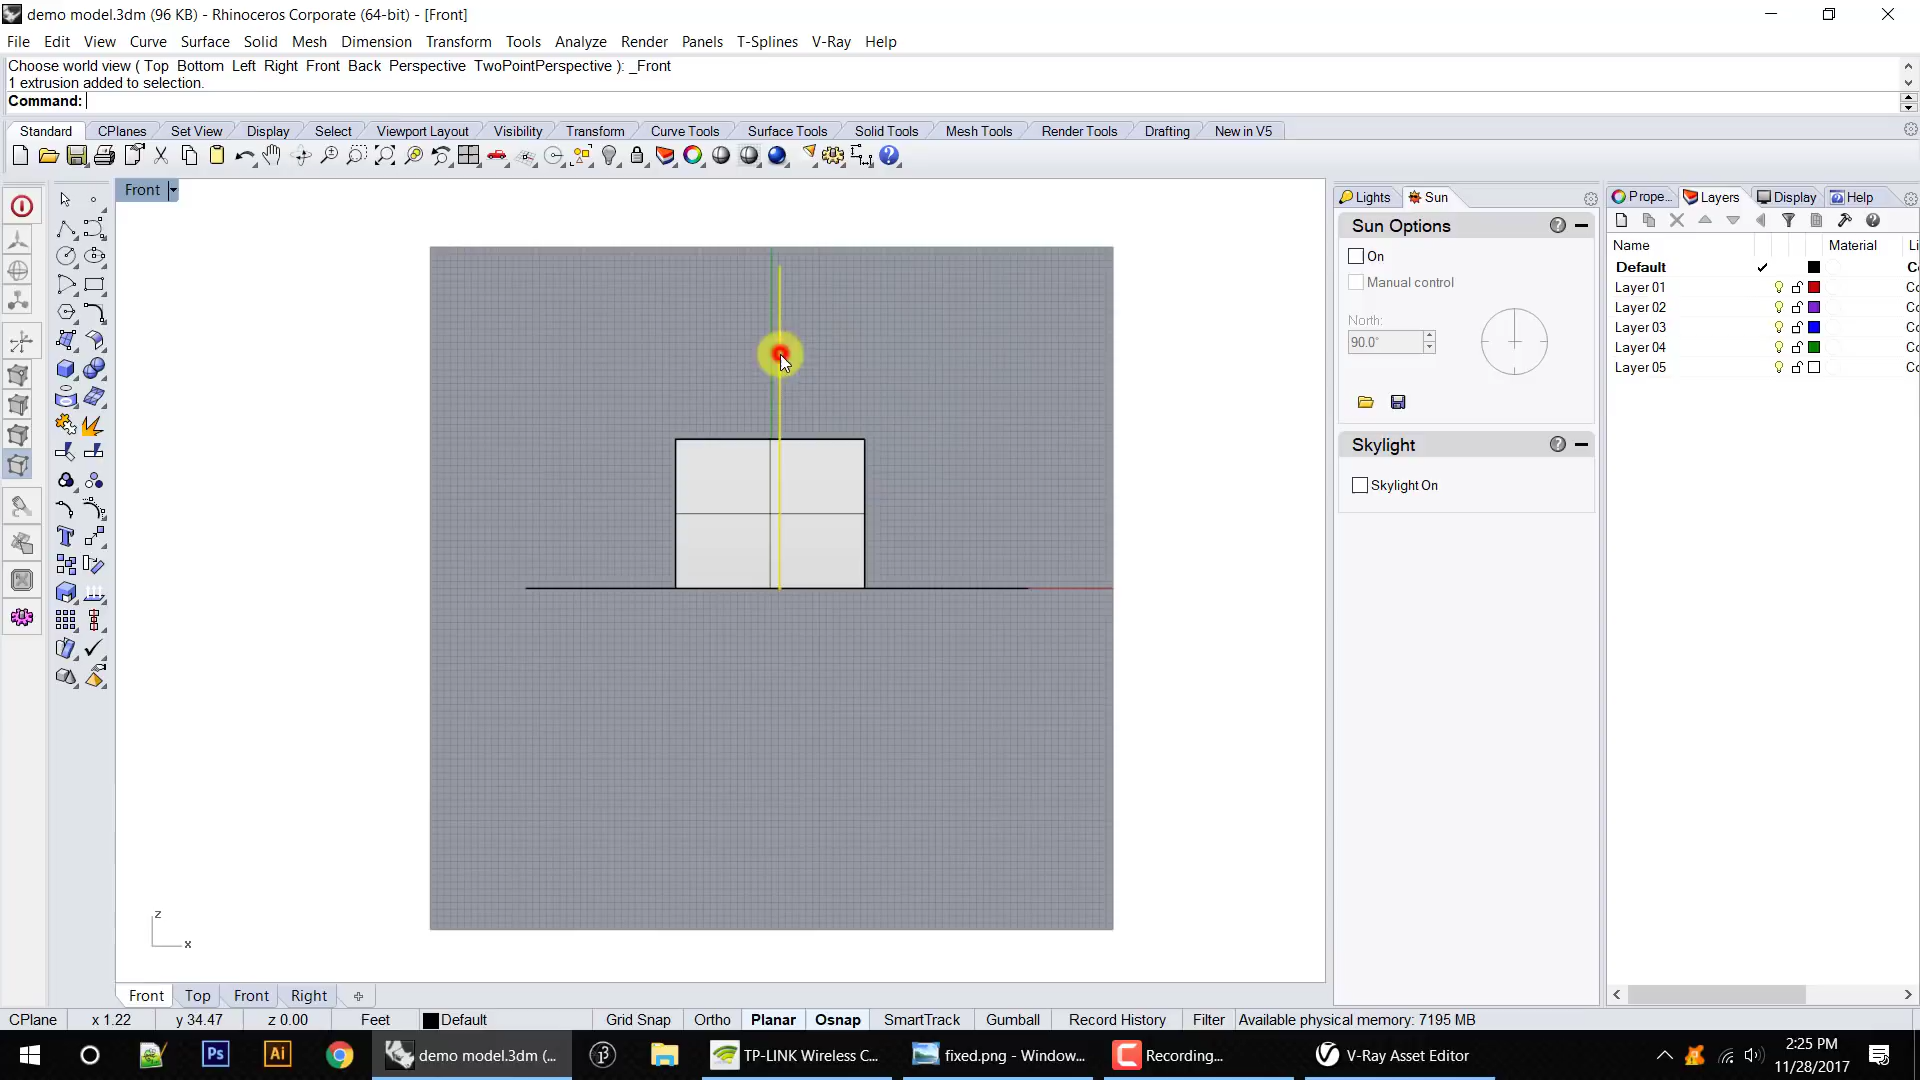 demo model.3dm (96 KB) - Rhinoceros Corporate (64-bit) - [Front]
File Edit View Curve Surface Solid Mesh Dimension Transform Tools Analyze Render Panels T-Splines V-Ray Help
Choose world view ( Top Bottom Left Right Front Back Perspective TwoPointPerspective ): _Front
1 extrusion added to selection.
Command:
Standard CPlanes Set View Display Select Viewport Layout Visibility Transform Curve Tools Surface Tools Solid Tools Mesh Tools Render Tools Drafting New in V5
Front
Lights Sun
Prope... Layers Display Help
Sun Options
On
Manual control
North:
90.0°
Skylight
Skylight On
Name Material
Default
Layer 01
Layer 02
Layer 03
Layer 04
Layer 05
z
x
Front Top Front Right
CPlane x 1.22 y 34.47 z 0.00 Feet Default Grid Snap Ortho Planar Osnap SmartTrack Gumball Record History Filter Available physical memory: 7195 MB
Ps Ai demo model.3dm (... TP-LINK Wireless C... fixed.png - Window... Recording... V-Ray Asset Editor
2:25 PM
11/28/2017